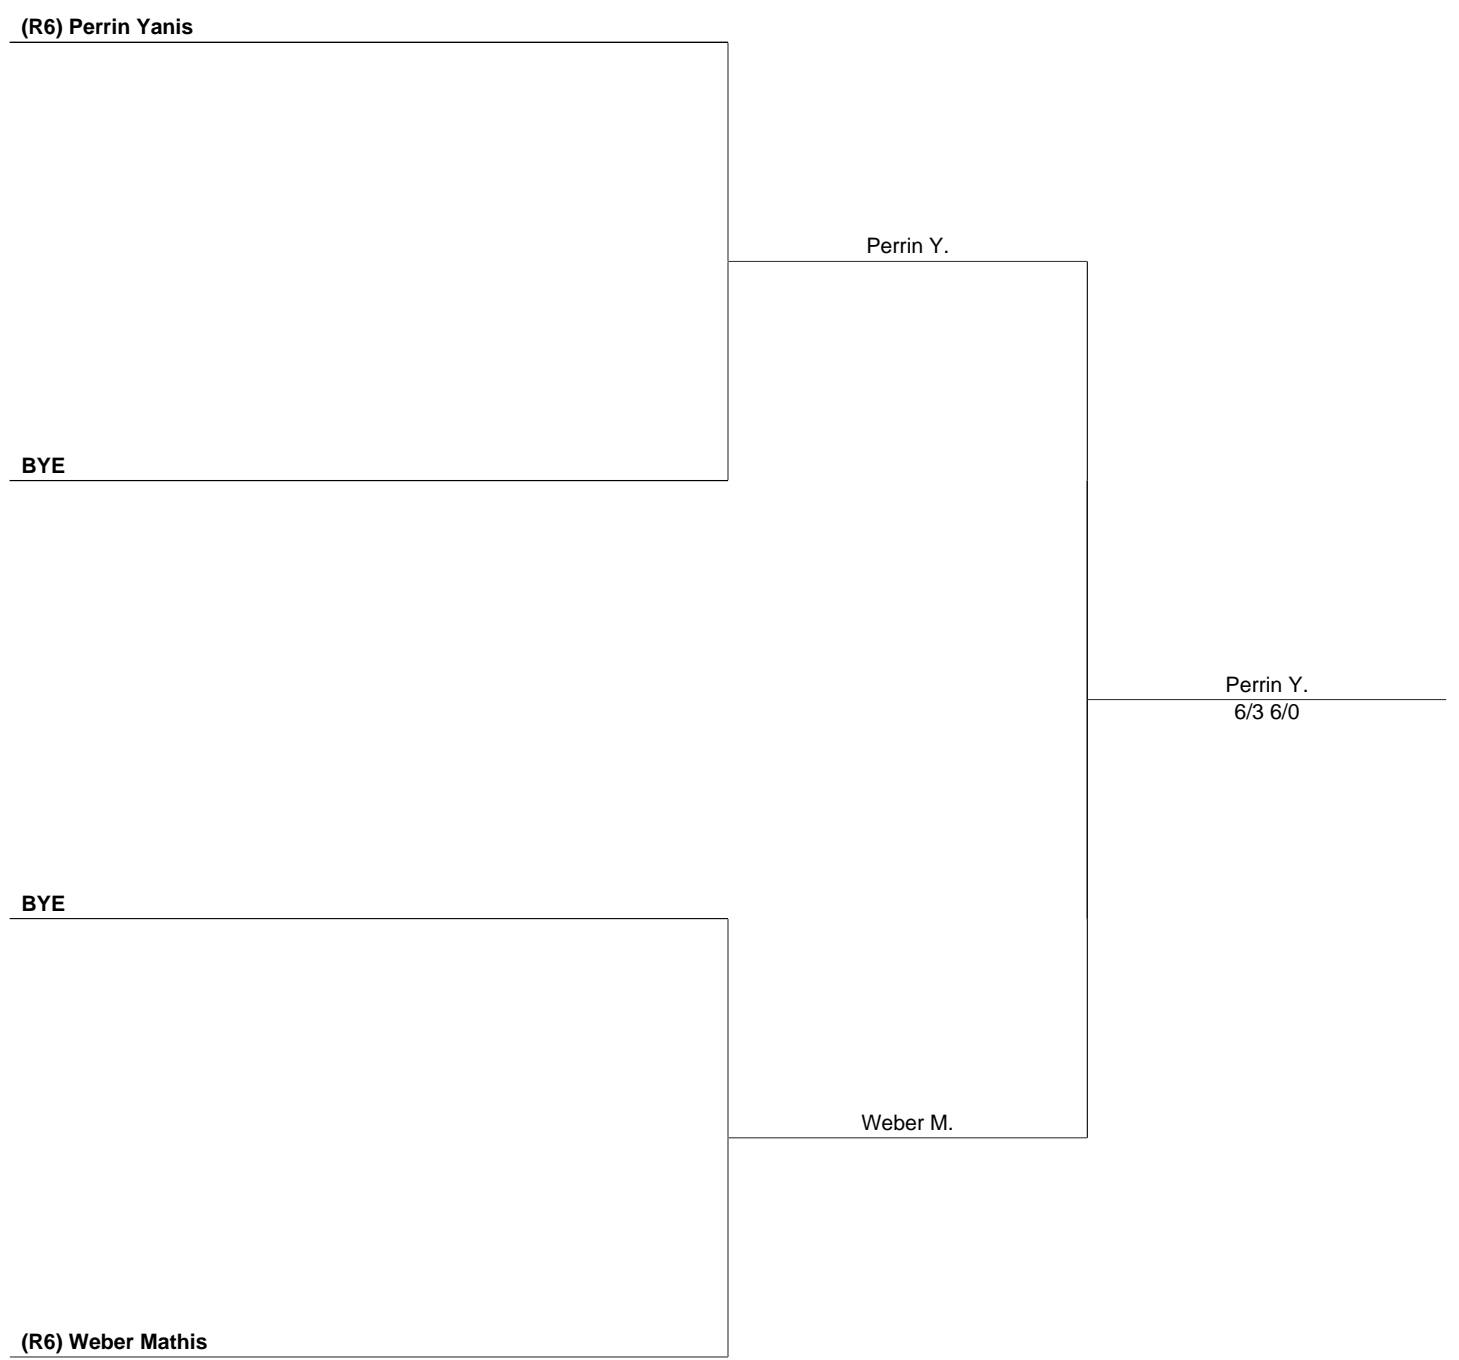 (R6) Perrin Yanis
Perrin Y.
BYE
Perrin Y.
6/3 6/0
BYE
Weber M.
(R6) Weber Mathis